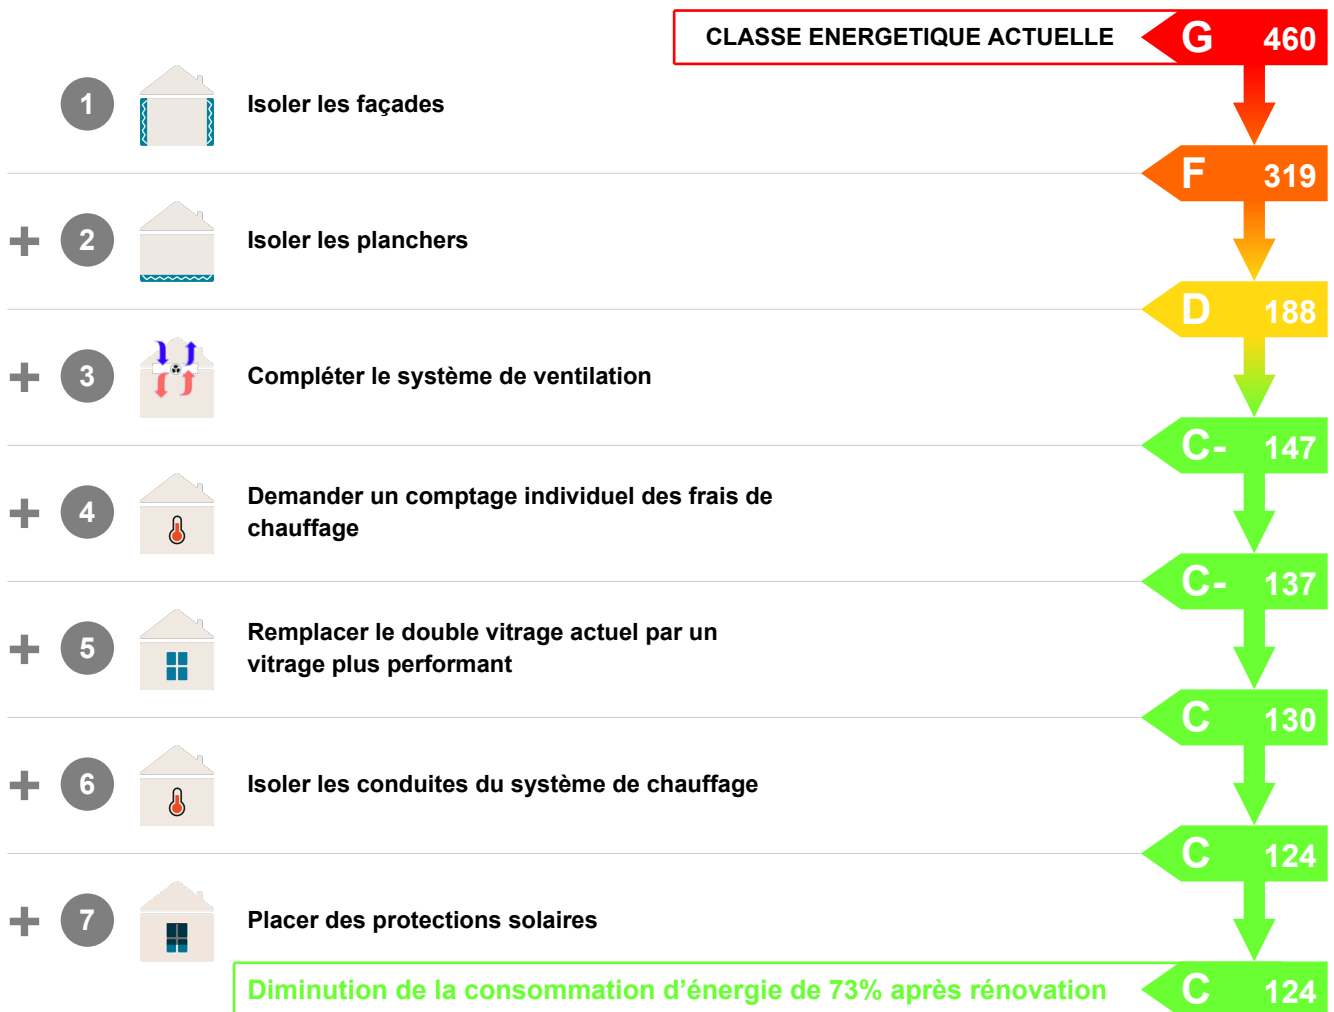 CLASSE ENERGETIQUE ACTUELLE G 460
1 Isoler les façades
F 319
+ 2 Isoler les planchers
D 188
+ 3 Compléter le système de ventilation
C- 147
+ 4 Demander un comptage individuel des frais de
chauffage
C- 137
+ 5 Remplacer le double vitrage actuel par un
vitrage plus performant
C 130
+ 6 Isoler les conduites du système de chauffage
C 124
+ 7 Placer des protections solaires
Diminution de la consommation d’énergie de 73% après rénovation C 124